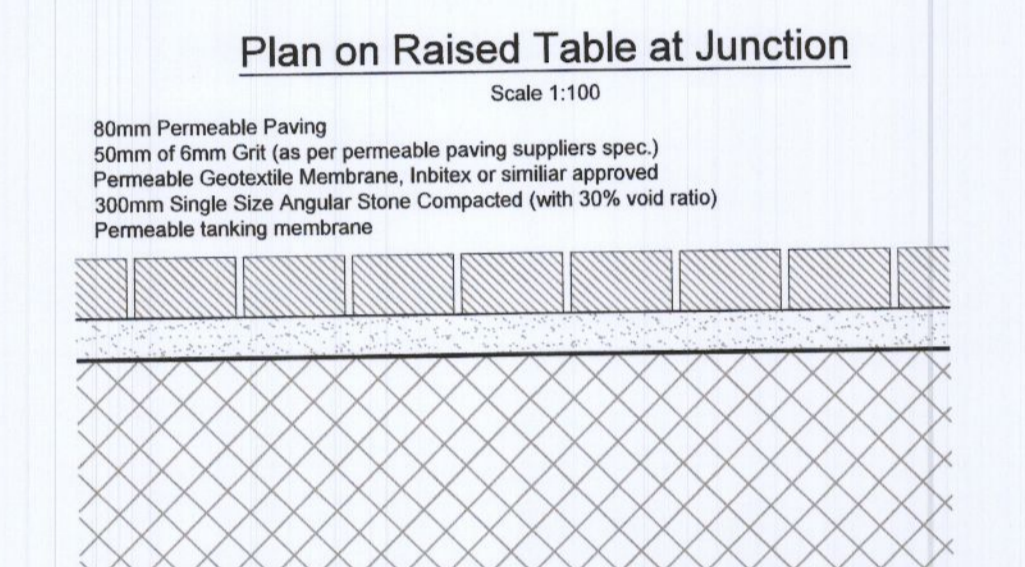 Plan on Raised Table at Junction
Scale 1:100
80mm Permeable Paving
50mm of 6mm Grit (as per permeable paving suppliers spec.)
Permeable Geotextile Membrane, Inbitex or similiar approved
300mm Single Size Angular Stone Compacted (with 30% void ratio)
Permeable tanking membrane